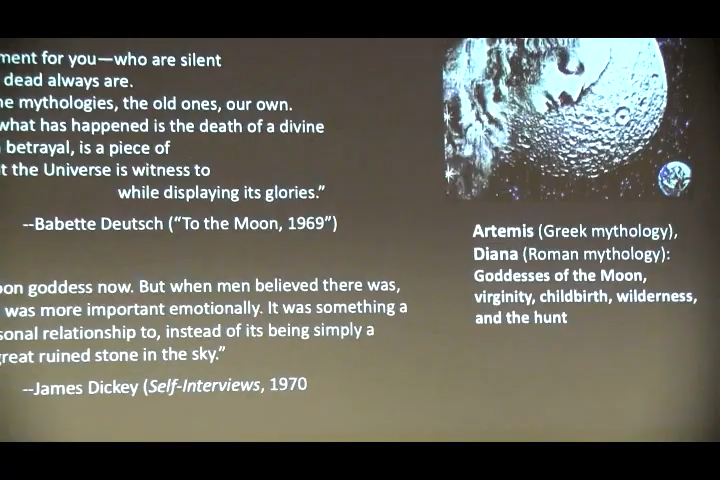 ment for you—who are silent
dead always are.
he mythologies, the old ones, our own.
what has happened is the death of a divine
betrayal, is a piece of
t the Universe is witness to
while displaying its glories.”
--Babette Deutsch (“To the Moon, 1969”)
oon goddess now. But when men believed there was,
was more important emotionally. It was something a
sonal relationship to, instead of its being simply a
great ruined stone in the sky.”
--James Dickey (Self-Interviews, 1970
Artemis (Greek mythology),
Diana (Roman mythology):
Goddesses of the Moon,
virginity, childbirth, wilderness,
and the hunt